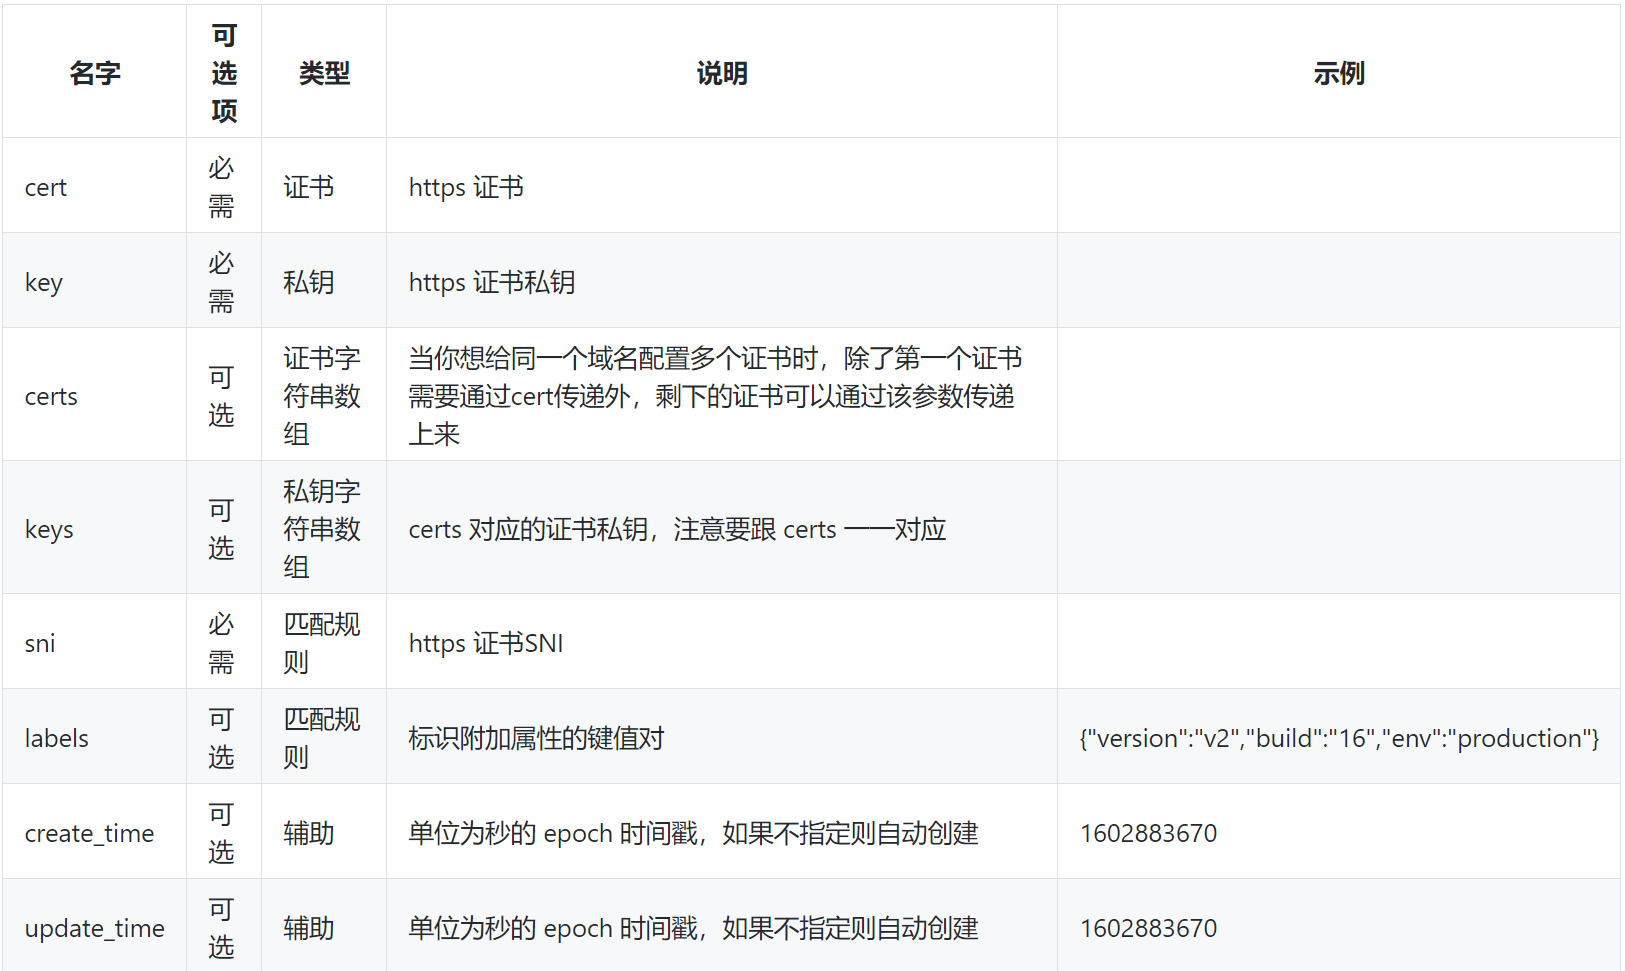 名字 可选项 类型 说明 示例
cert 必需 证书 https 证书
key 必需 私钥 https 证书私钥
certs 可选 证书字符串数组 当你想给同一个域名配置多个证书时，除了第一个证书需要通过cert传递外，剩下的证书可以通过该参数传递上来
keys 可选 私钥字符串数组 certs 对应的证书私钥，注意要跟 certs 一一对应
sni 必需 匹配规则 https 证书SNI
labels 可选 匹配规则 标识附加属性的键值对 {"version":"v2","build":"16","env":"production"}
create_time 可选 辅助 单位为秒的 epoch 时间戳，如果不指定则自动创建 1602883670
update_time 可选 辅助 单位为秒的 epoch 时间戳，如果不指定则自动创建 1602883670